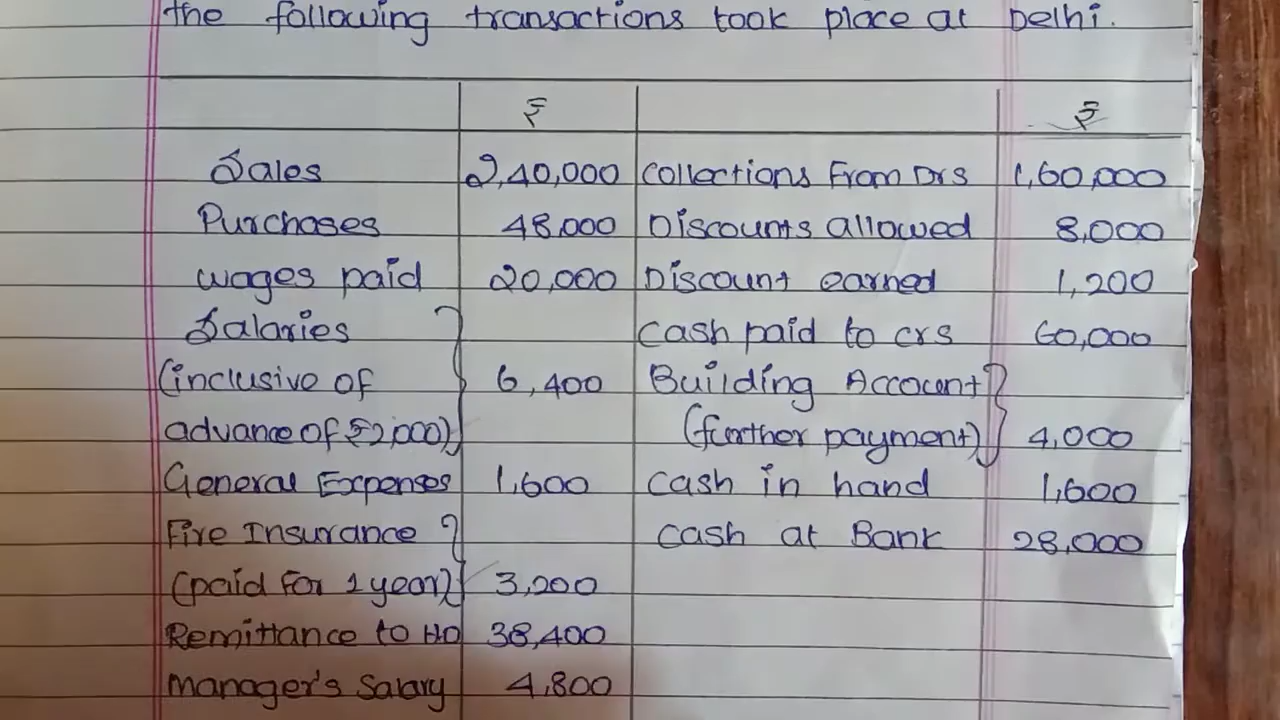 the following transactions took place at Delhi.
₹ ₹
Sales 2,40,000 Collections From Drs 1,60,000
Purchases 48,000 Discounts allowed 8,000
wages paid 20,000 Discount earned 1,200
Salaries Cash paid to crs 60,000
(inclusive of 6,400 Building Account
advance of ₹2,000) (further payment) 4,000
General Expenses 1,600 Cash in hand 1,600
Fire Insurance Cash at Bank 28,000
(paid for 1 year) 3,200
Remittance to HO 38,400
Manager's Salary 4,800